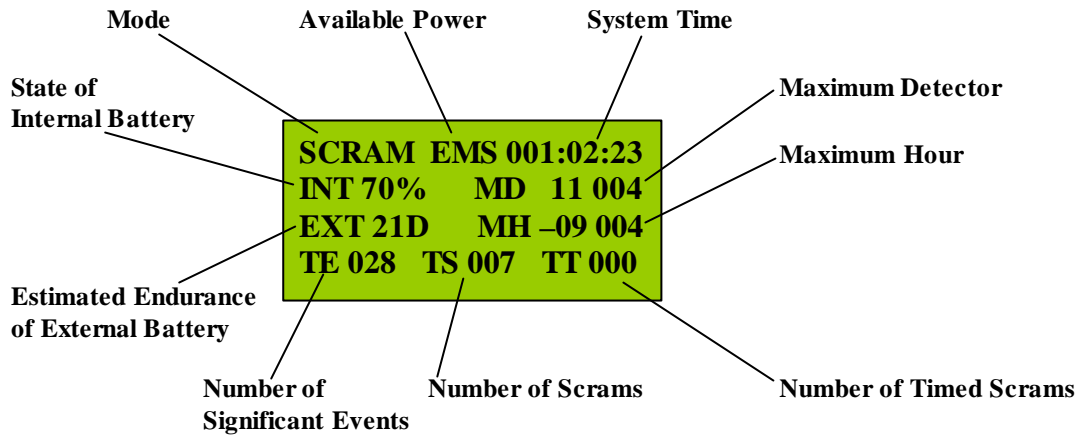 Mode
Available Power
System Time
State of
Internal Battery
Maximum Detector
Maximum Hour
SCRAM EMS 001:02:23
INT 70% MD 11 004
EXT 21D MH –09 004
TE 028 TS 007 TT 000
Estimated Endurance
of External Battery
Number of
Significant Events
Number of Scrams
Number of Timed Scrams